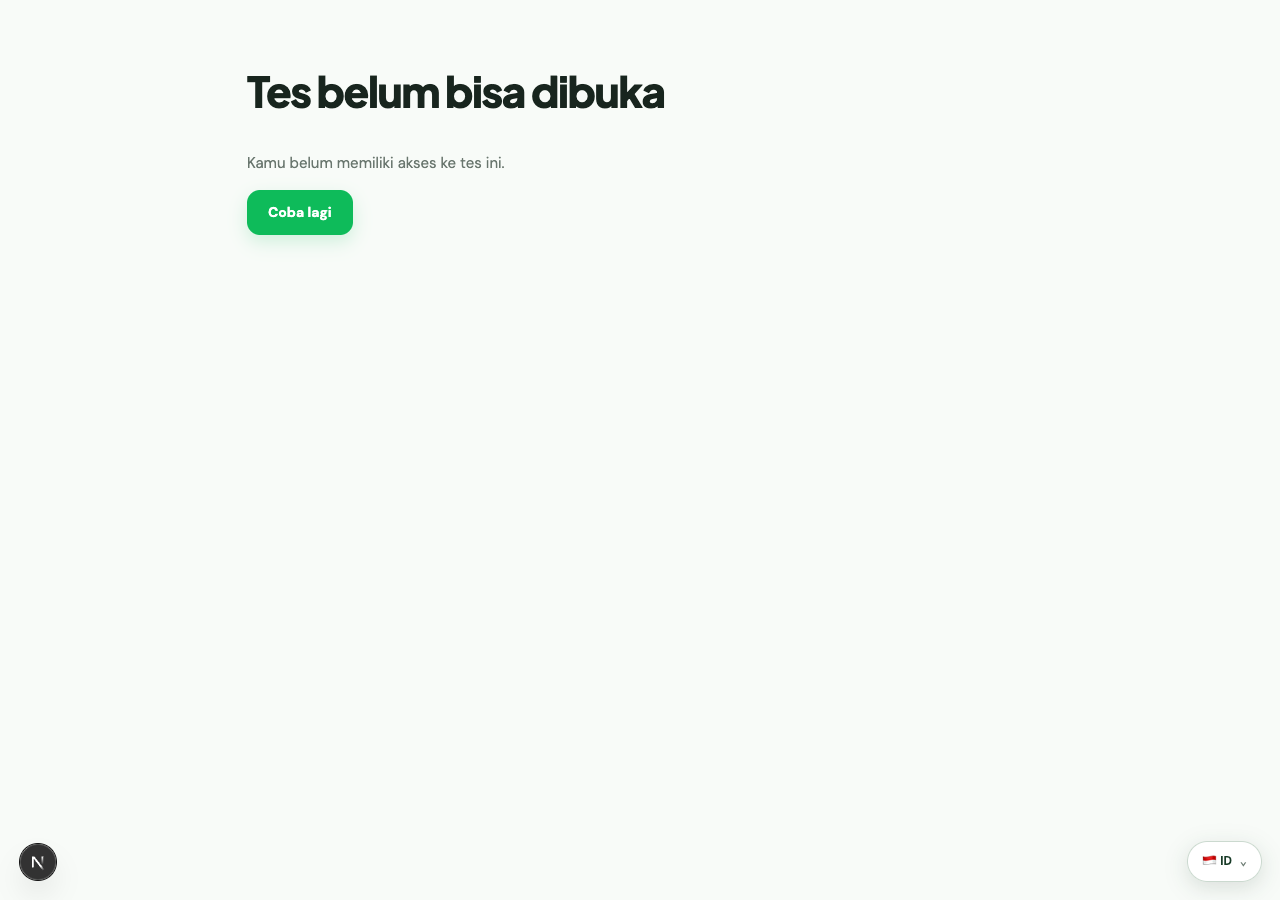 Tes belum bisa dibuka
Kamu belum memiliki akses ke tes ini.
Coba lagi
N
ID